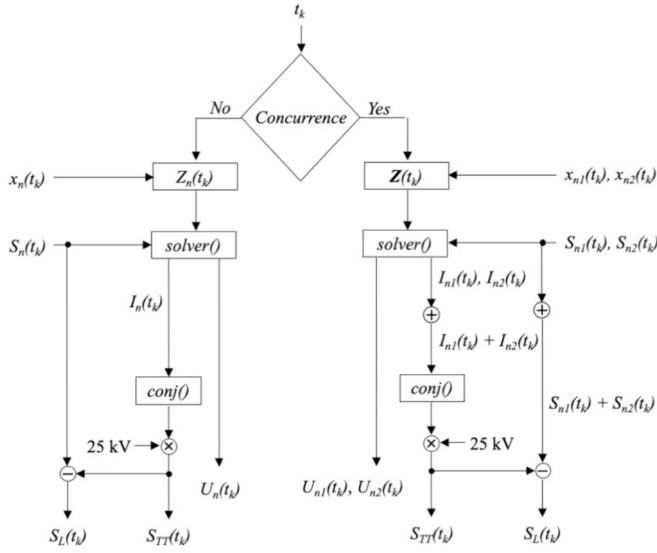 t_k
No
Concurrence
Yes
x_n(t_k)
Z_n(t_k)
Z(t_k)
x_n1(t_k), x_n2(t_k)
S_n(t_k)
solver()
solver()
S_n1(t_k), S_n2(t_k)
I_n(t_k)
I_n1(t_k), I_n2(t_k)
+
+
I_n1(t_k) + I_n2(t_k)
conj()
conj()
S_n1(t_k) + S_n2(t_k)
25 kV
×
×
25 kV
−
−
U_n(t_k)
U_n1(t_k), U_n2(t_k)
S_L(t_k)
S_TT(t_k)
S_TT(t_k)
S_L(t_k)